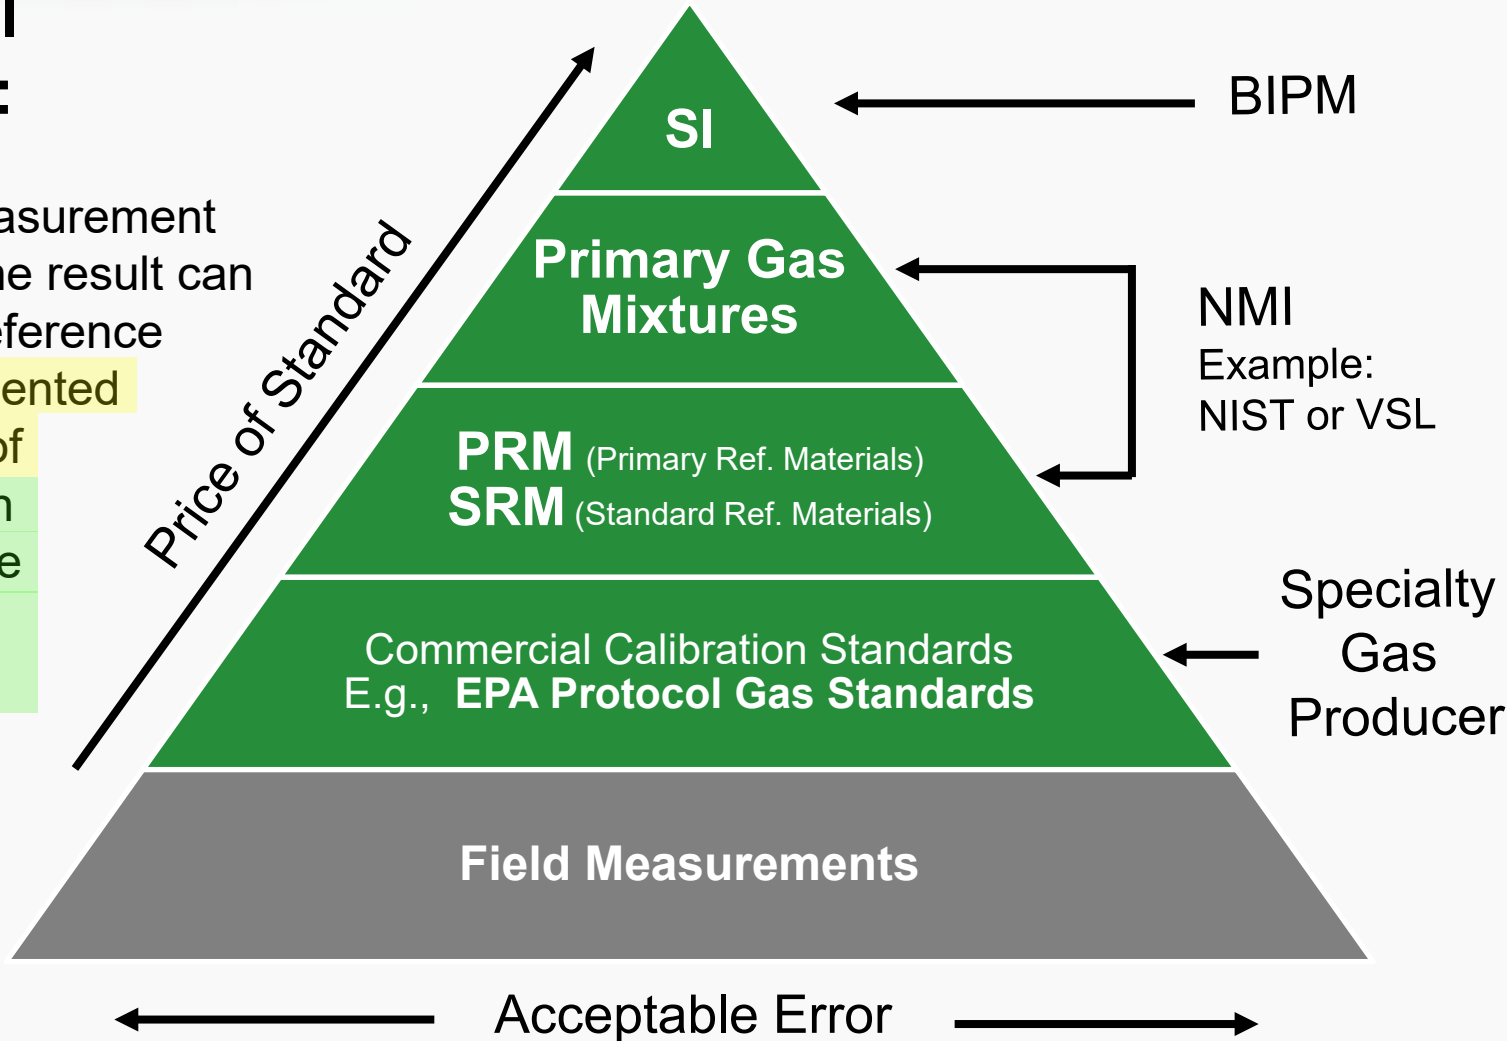 :
asurement
ne result can
eference
ented
of
n
e
Price of Standard
SI
Primary Gas
Mixtures
PRM (Primary Ref. Materials)
SRM (Standard Ref. Materials)
Commercial Calibration Standards
E.g., EPA Protocol Gas Standards
Field Measurements
BIPM
NMI
Example:
NIST or VSL
Specialty
Gas
Producer
Acceptable Error